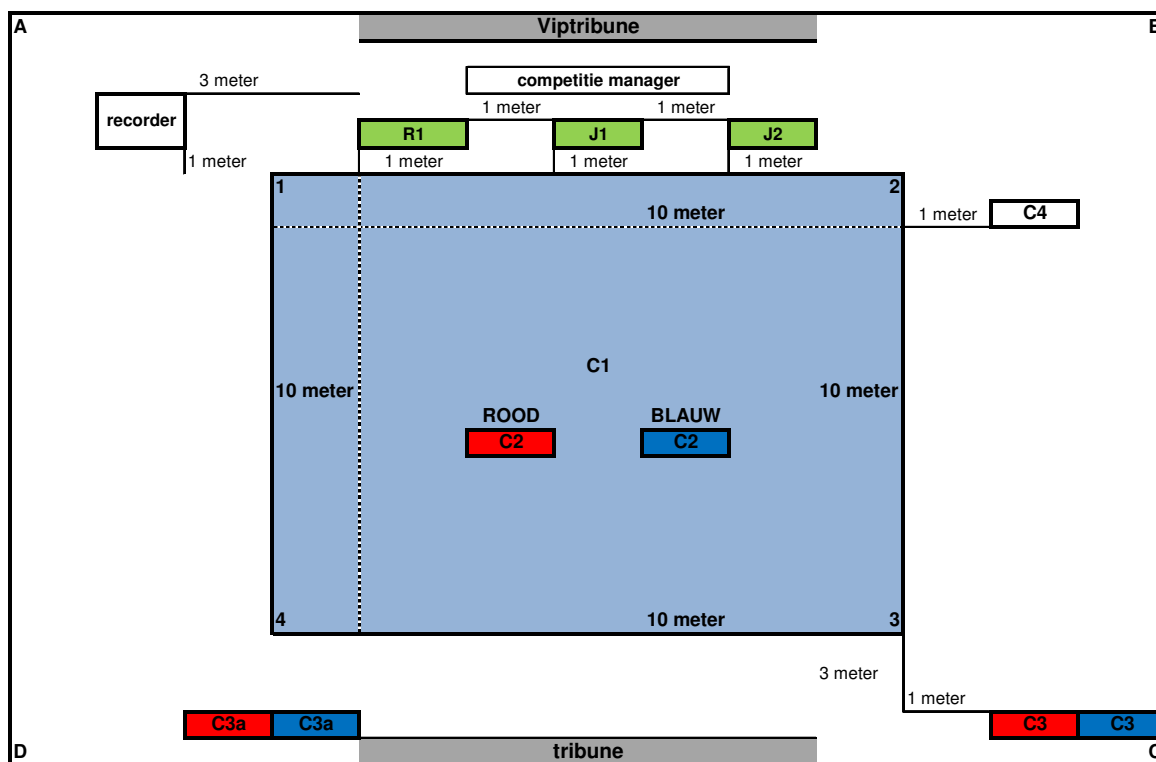 A
Viptribune
B
3 meter
competitie manager
1 meter
1 meter
recorder
R1
J1
J2
1 meter
1 meter
1 meter
1 meter
1
2
10 meter
1 meter
C4
C1
10 meter
10 meter
ROOD
BLAUW
C2
C2
4
10 meter
3
3 meter
1 meter
C3a
C3a
C3
C3
D
tribune
C